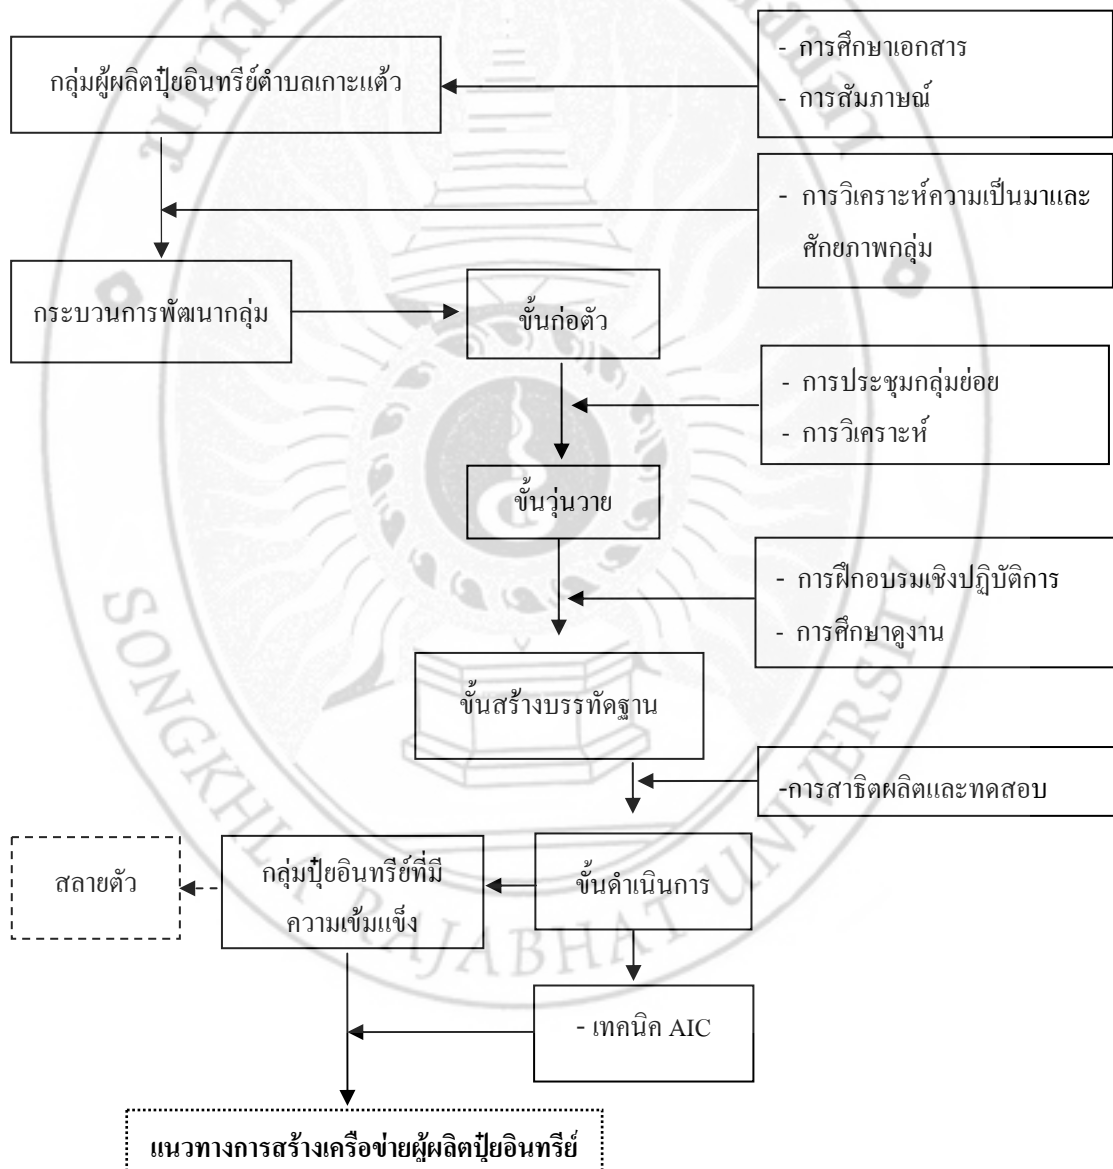 - การศึกษาเอกสาร
กลุ่มผู้ผลิตปุ๋ยอินทรีย์ตำบลเกาะแต้ว
- การสัมภาษณ์
- การวิเคราะห์ความเป็นมาและ
ศักยภาพกลุ่ม
กระบวนการพัฒนากลุ่ม
ขั้นก่อตัว
- การประชุมกลุ่มย่อย
- การวิเคราะห์
ขั้นวุ่นวาย
- การฝึกอบรมเชิงปฏิบัติการ
- การศึกษาดูงาน
ขั้นสร้างบรรทัดฐาน
-การสาธิตผลิตและทดสอบ
สลายตัว
กลุ่มปุ๋ยอินทรีย์ที่มี
ความเข้มแข็ง
ขั้นดำเนินการ
- เทคนิค AIC
แนวทางการสร้างเครือข่ายผู้ผลิตปุ๋ยอินทรีย์
SONGKHLA RAJABHAT UNIVERSITY